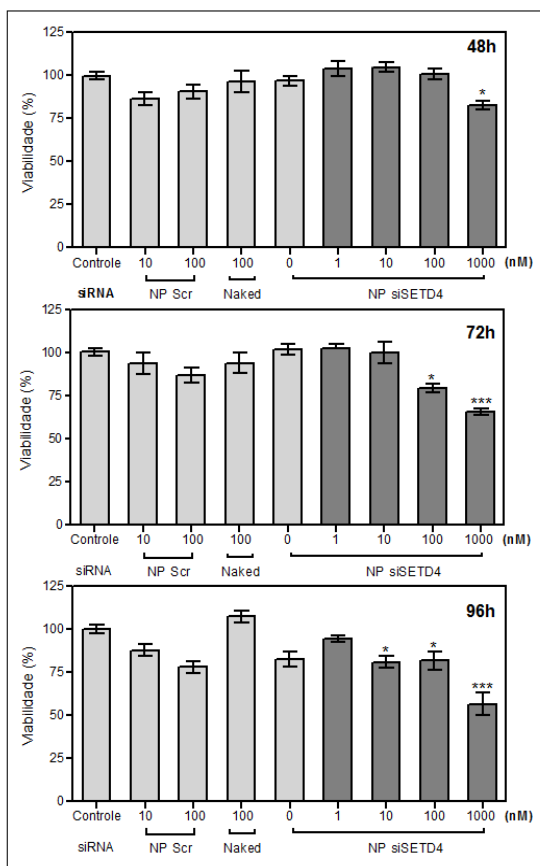 48h
Viabilidade (%)
125
100
75
50
25
0
*
Controle 10 100 100 0 1 10 100 1000 (nM)
siRNA NP Scr Naked NP siSETD4
72h
Viabilidade (%)
125
100
75
50
25
0
* ***
Controle 10 100 100 0 1 10 100 1000 (nM)
siRNA NP Scr Naked NP siSETD4
96h
Viabilidade (%)
125
100
75
50
25
0
* * ***
Controle 10 100 100 0 1 10 100 1000 (nM)
siRNA NP Scr Naked NP siSETD4